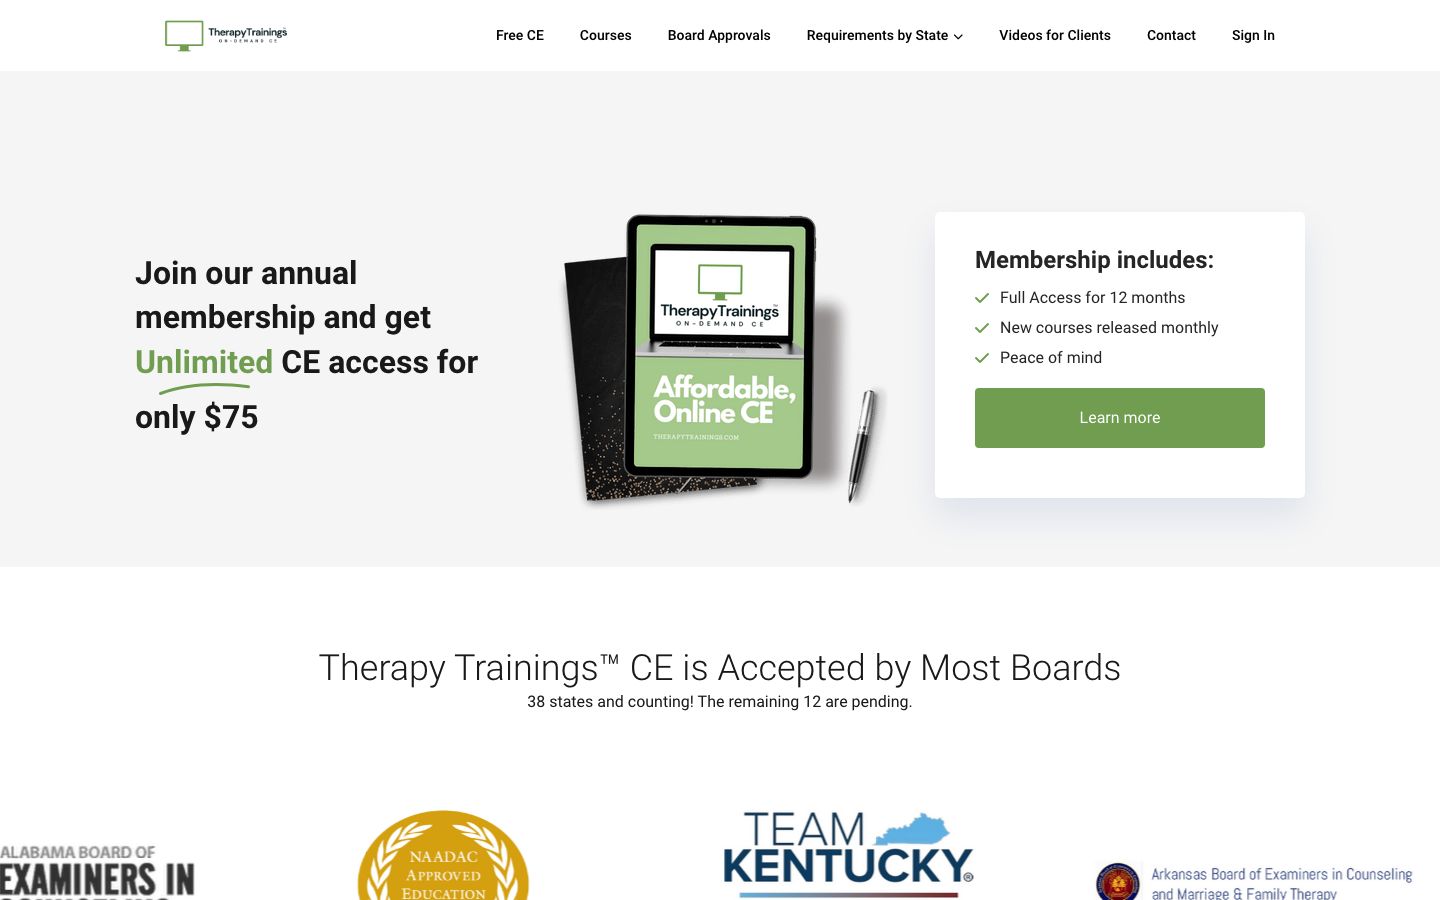 TherapyTrainings
ON-DEMAND CE
Free CE
Courses
Board Approvals
Requirements by State
Videos for Clients
Contact
Sign In
Join our annual
membership and get
Unlimited CE access for
only $75
TherapyTrainings™
ON-DEMAND CE
Affordable,
Online CE
THERAPYTRAININGS.COM
Membership includes:
Full Access for 12 months
New courses released monthly
Peace of mind
Learn more
Therapy Trainings™ CE is Accepted by Most Boards
38 states and counting! The remaining 12 are pending.
ALABAMA BOARD OF
EXAMINERS IN
NAADAC
APPROVED
EDUCATION
TEAM
KENTUCKY®
Arkansas Board of Examiners in Counseling
and Marriage & Family Therapy